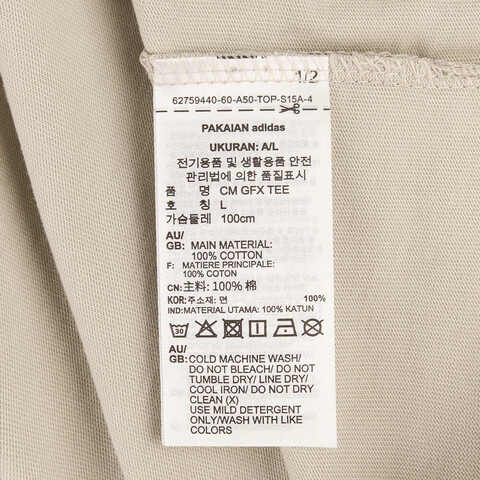 1/2
62759440-60-A50-TOP-S15A-4
PAKAIAN adidas
UKURAN: A/L
전기용품 및 생활용품 안전
관리법에 의한 품질표시
품 명 CM GFX TEE
호 칭 L
가슴둘레 100cm
AU/
GB: MAIN MATERIAL:
100% COTTON
F: MATIERE PRINCIPALE:
100% COTON
CN: 主料: 100% 棉
KOR: 주소재: 면 100%
IND: MATERIAL UTAMA: 100% KATUN
30
AU/
GB: COLD MACHINE WASH/
DO NOT BLEACH/ DO NOT
TUMBLE DRY/ LINE DRY/
COOL IRON/ DO NOT DRY
CLEAN (X)
USE MILD DETERGENT
ONLY/WASH WITH LIKE
COLORS